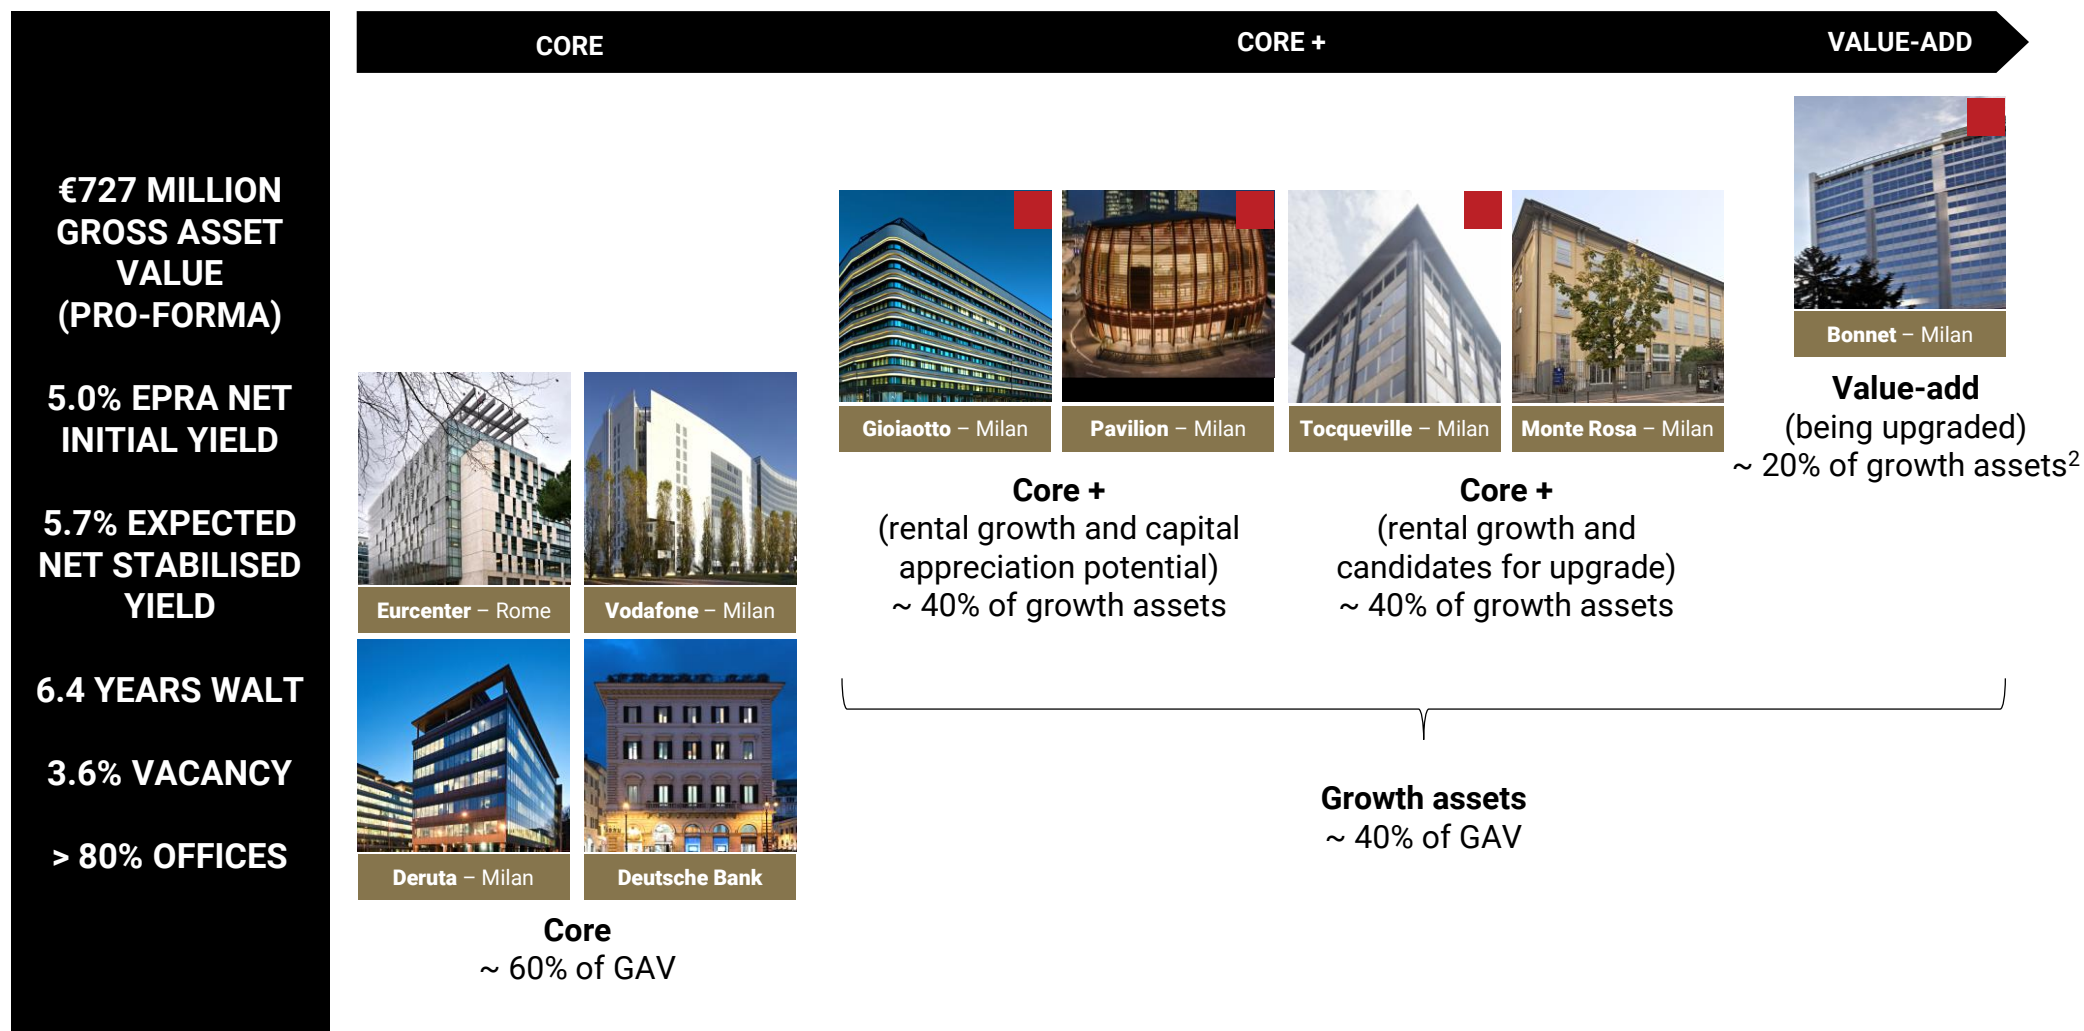 €727 MILLION
GROSS ASSET
VALUE
(PRO-FORMA)
5.0% EPRA NET
INITIAL YIELD
5.7% EXPECTED
NET STABILISED
YIELD
6.4 YEARS WALT
3.6% VACANCY
> 80% OFFICES
CORE
CORE +
VALUE-ADD
Eurcenter – Rome
Vodafone – Milan
Deruta – Milan
Deutsche Bank
Core
~ 60% of GAV
Gioiaotto – Milan
Pavilion – Milan
Core +
(rental growth and capital
appreciation potential)
~ 40% of growth assets
Tocqueville – Milan
Monte Rosa – Milan
Core +
(rental growth and
candidates for upgrade)
~ 40% of growth assets
Bonnet – Milan
Value-add
(being upgraded)
~ 20% of growth assets²
Growth assets
~ 40% of GAV